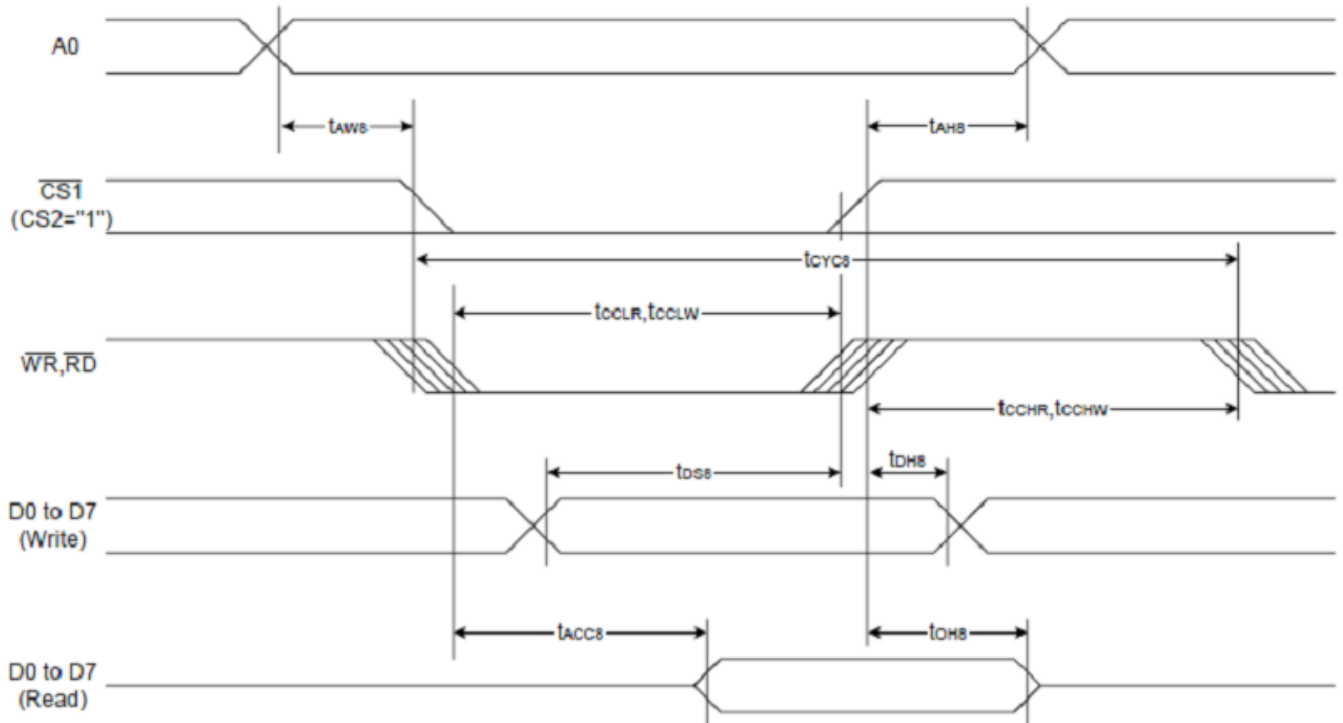 A0
tAW8
tAH8
CS1
(CS2="1")
tCYC8
tCCLR,tCCLW
WR,RD
tCCHR,tCCHW
tDS8
tDH8
D0 to D7
(Write)
tACC8
tOH8
D0 to D7
(Read)